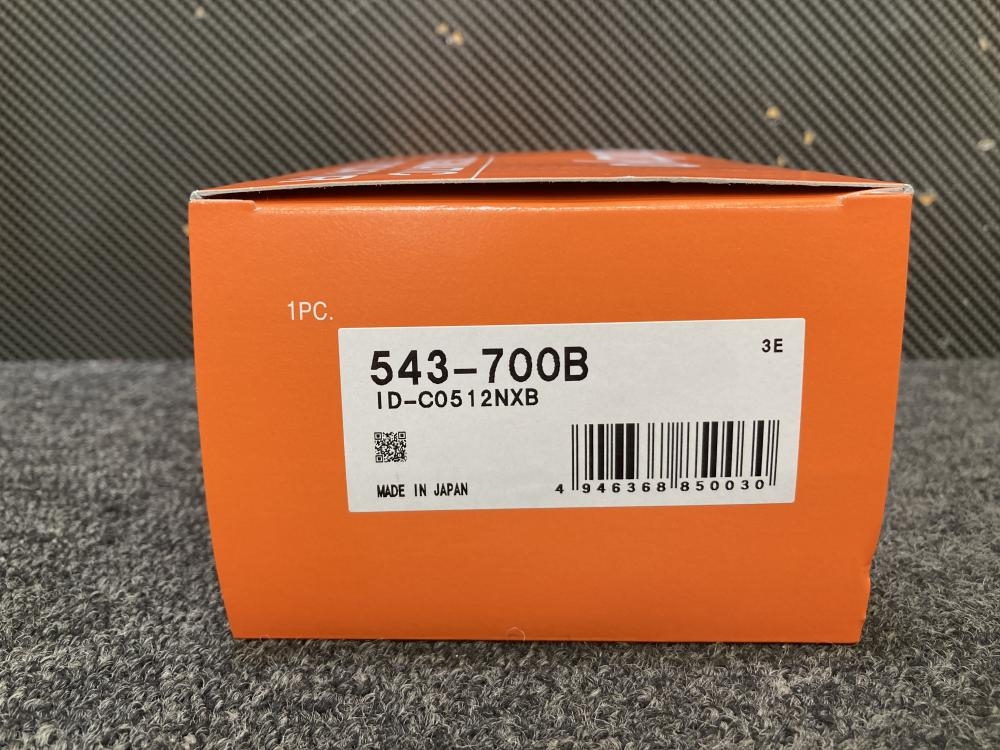 1PC.
543-700B
3E
ID-C0512NXB
MADE IN JAPAN
4 946368 850030